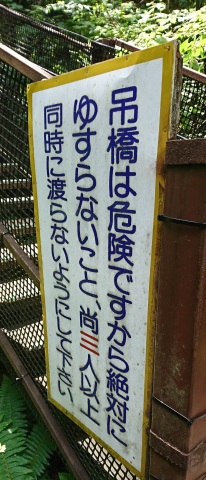 吊橋は危険ですから絶対に
ゆすらないこと、尚三人以上
同時に渡らないようにして下さい